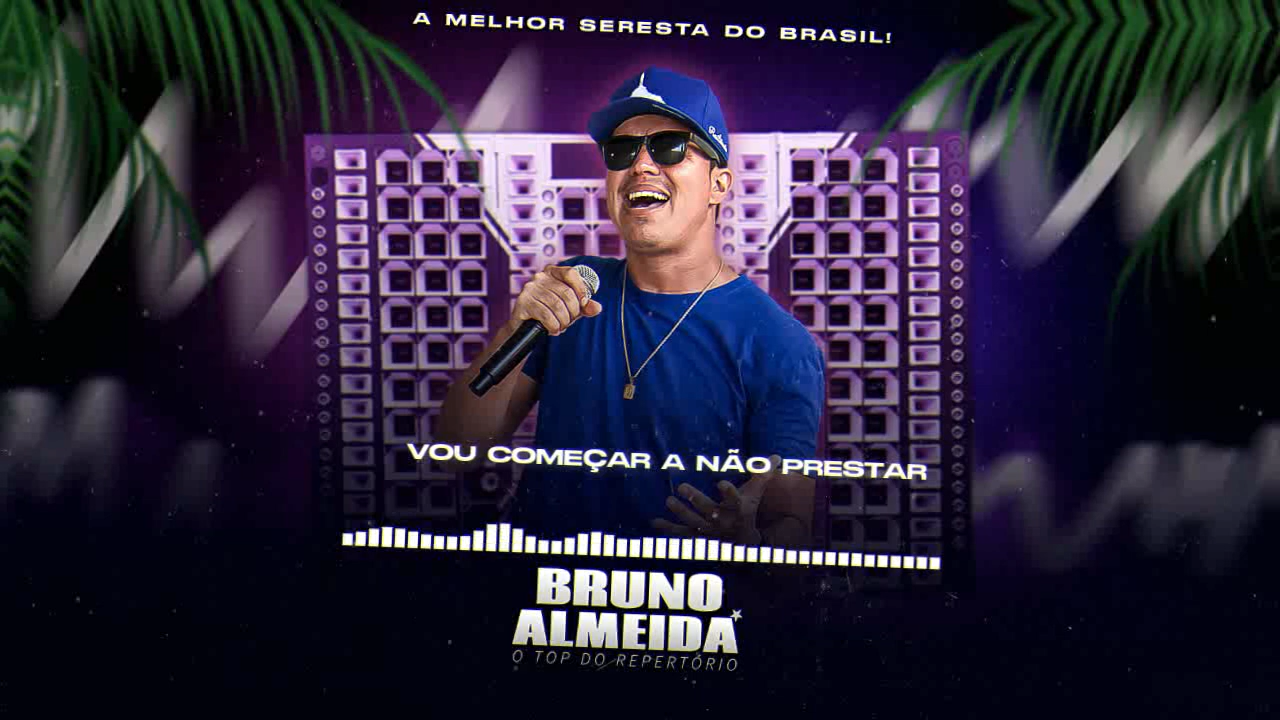 A MELHOR SERESTA DO BRASIL!
VOU COMEÇAR A NÃO PRESTAR
BRUNO
ALMEIDA
O TOP DO REPERTÓRIO